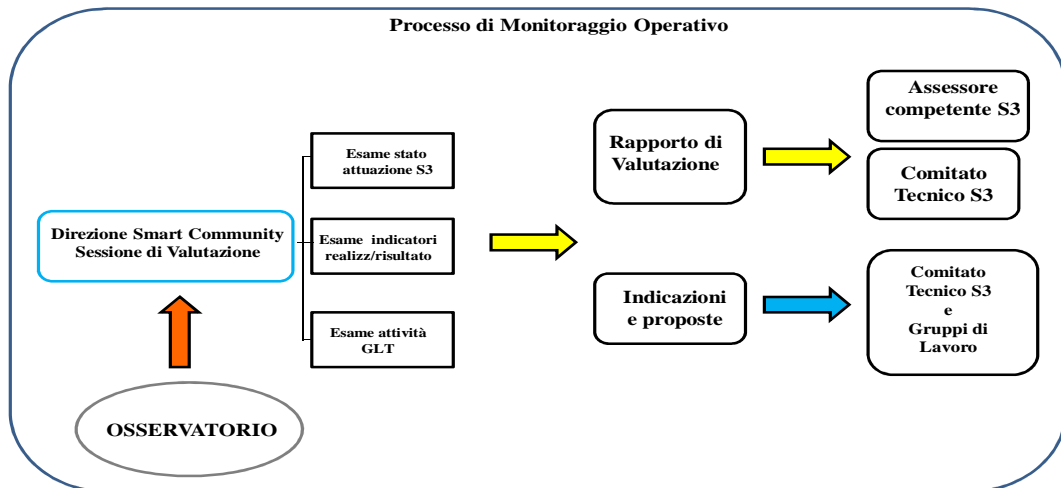 Processo di Monitoraggio Operativo
Direzione Smart Community
Sessione di Valutazione
OSSERVATORIO
Esame stato
attuazione S3
Esame indicatori
realizz/risultato
Esame attività
GLT
Rapporto di
Valutazione
Indicazioni
e proposte
Assessore
competente S3
Comitato
Tecnico S3
Comitato
Tecnico S3
e
Gruppi di
Lavoro